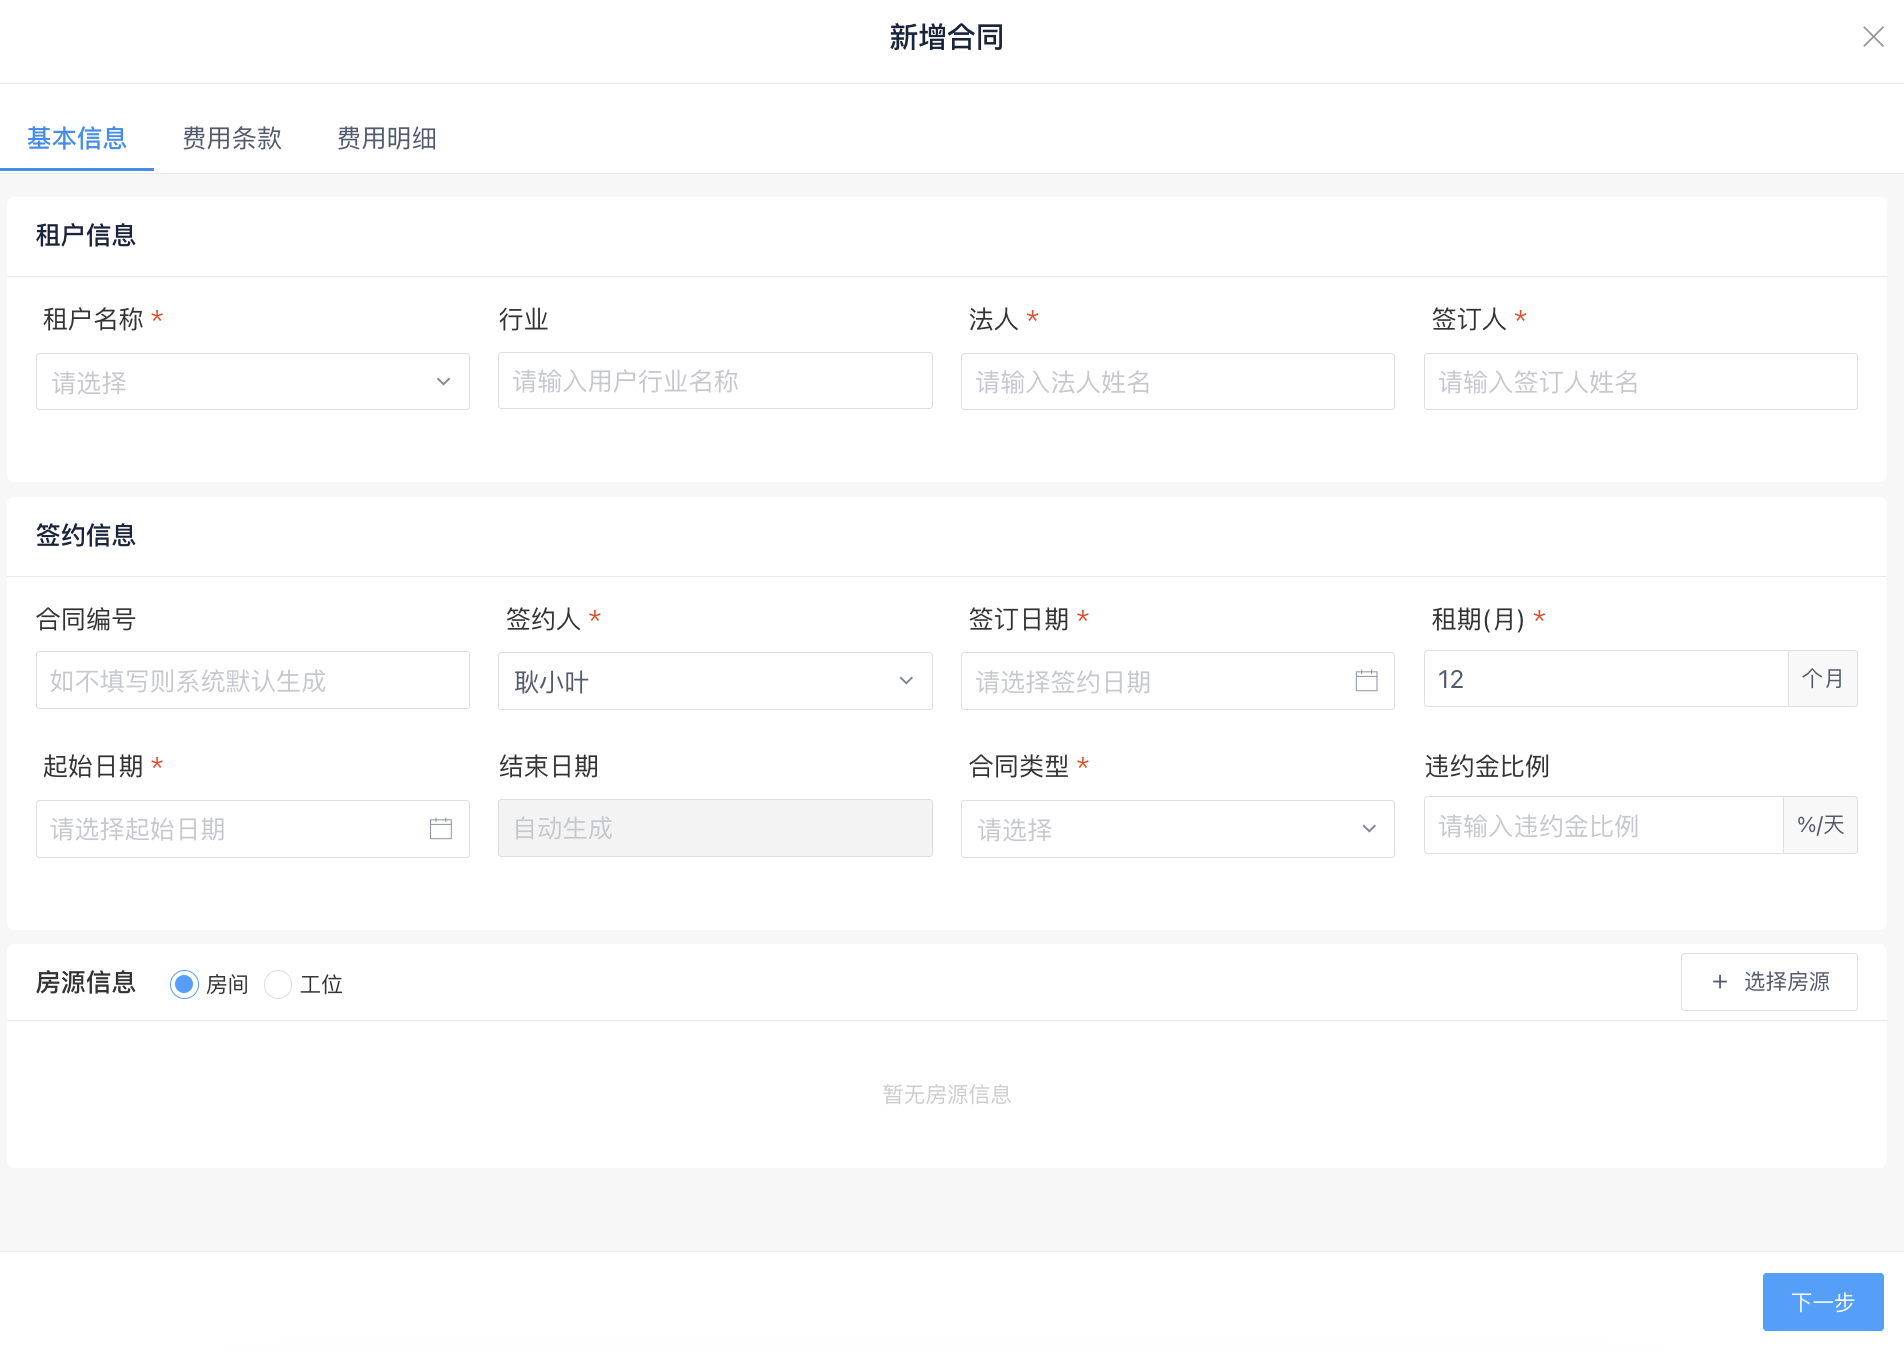 新增合同
基本信息 费用条款 费用明细
租户信息
租户名称 * 行业 法人 * 签订人 *
请选择 请输入用户行业名称 请输入法人姓名 请输入签订人姓名
签约信息
合同编号 签约人 * 签订日期 * 租期(月) *
如不填写则系统默认生成 耿小叶 请选择签约日期 12 个月
起始日期 * 结束日期 合同类型 * 违约金比例
请选择起始日期 自动生成 请选择 请输入违约金比例 %/天
房源信息 房间 工位 + 选择房源
暂无房源信息
下一步